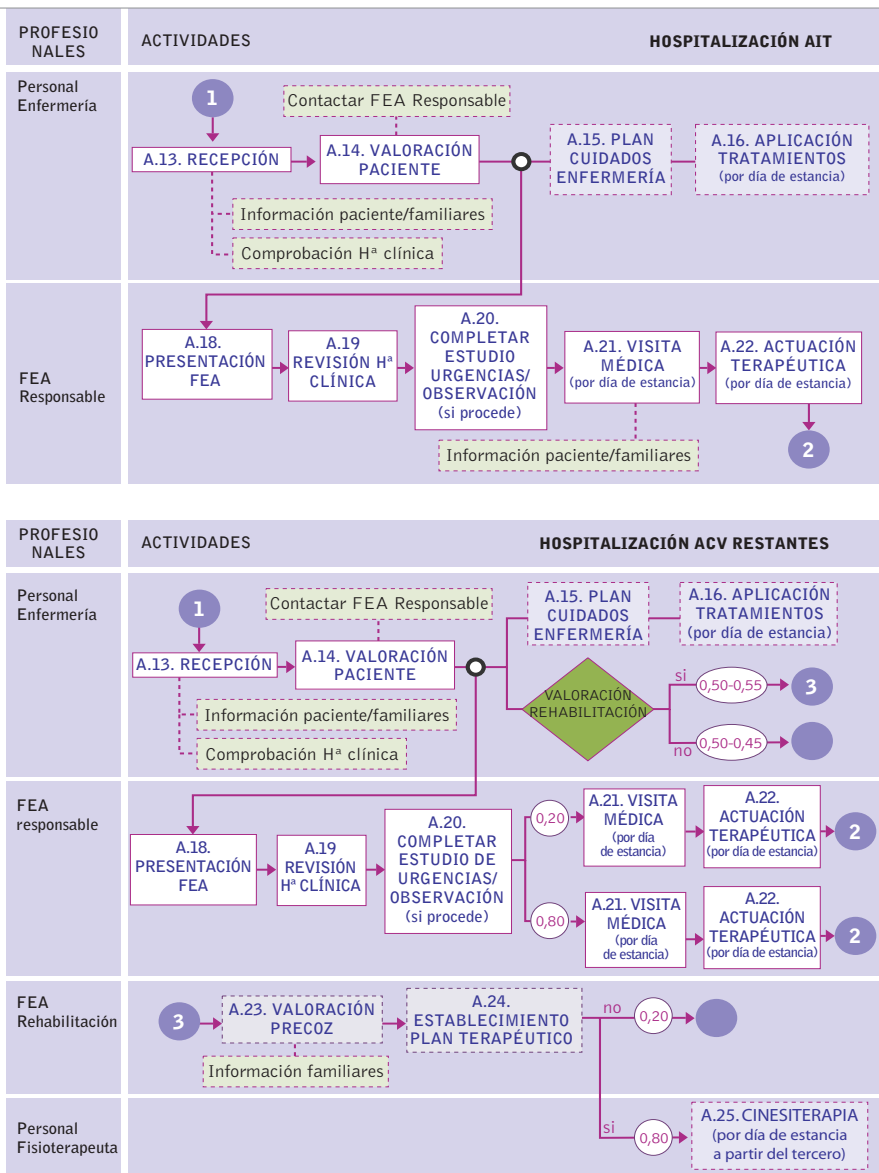 PROFESIO
NALES
ACTIVIDADES
HOSPITALIZACIÓN AIT
Personal
Enfermería
1
Contactar FEA Responsable
A.13. RECEPCIÓN
A.14. VALORACIÓN
PACIENTE
A.15. PLAN
CUIDADOS
ENFERMERÍA
A.16. APLICACIÓN
TRATAMIENTOS
(por día de estancia)
Información paciente/familiares
Comprobación Hª clínica
FEA
Responsable
A.18.
PRESENTACIÓN
FEA
A.19
REVISIÓN Hª
CLÍNICA
A.20.
COMPLETAR
ESTUDIO
URGENCIAS/
OBSERVACIÓN
(si procede)
A.21. VISITA
MÉDICA
(por día de estancia)
A.22. ACTUACIÓN
TERAPÉUTICA
(por día de estancia)
Información paciente/familiares
2
PROFESIO
NALES
ACTIVIDADES
HOSPITALIZACIÓN ACV RESTANTES
Personal
Enfermería
1
Contactar FEA Responsable
A.13. RECEPCIÓN
A.14. VALORACIÓN
PACIENTE
A.15. PLAN
CUIDADOS
ENFERMERÍA
A.16. APLICACIÓN
TRATAMIENTOS
(por día de estancia)
VALORACIÓN
REHABILITACIÓN
si
0,50-0,55
3
no
0,50-0,45
Información paciente/familiares
Comprobación Hª clínica
FEA
responsable
A.18.
PRESENTACIÓN
FEA
A.19
REVISIÓN
Hª CLÍNICA
A.20.
COMPLETAR
ESTUDIO DE
URGENCIAS/
OBSERVACIÓN
(si procede)
0,20
A.21. VISITA
MÉDICA
(por día
de estancia)
A.22.
ACTUACIÓN
TERAPÉUTICA
(por día de estancia)
2
0,80
A.21. VISITA
MÉDICA
(por día
de estancia)
A.22.
ACTUACIÓN
TERAPÉUTICA
(por día de estancia)
2
FEA
Rehabilitación
3
A.23. VALORACIÓN
PRECOZ
A.24.
ESTABLECIMIENTO
PLAN TERAPÉUTICO
no
0,20
Información familiares
Personal
Fisioterapeuta
si
0,80
A.25. CINESITERAPIA
(por día de estancia
a partir del tercero)